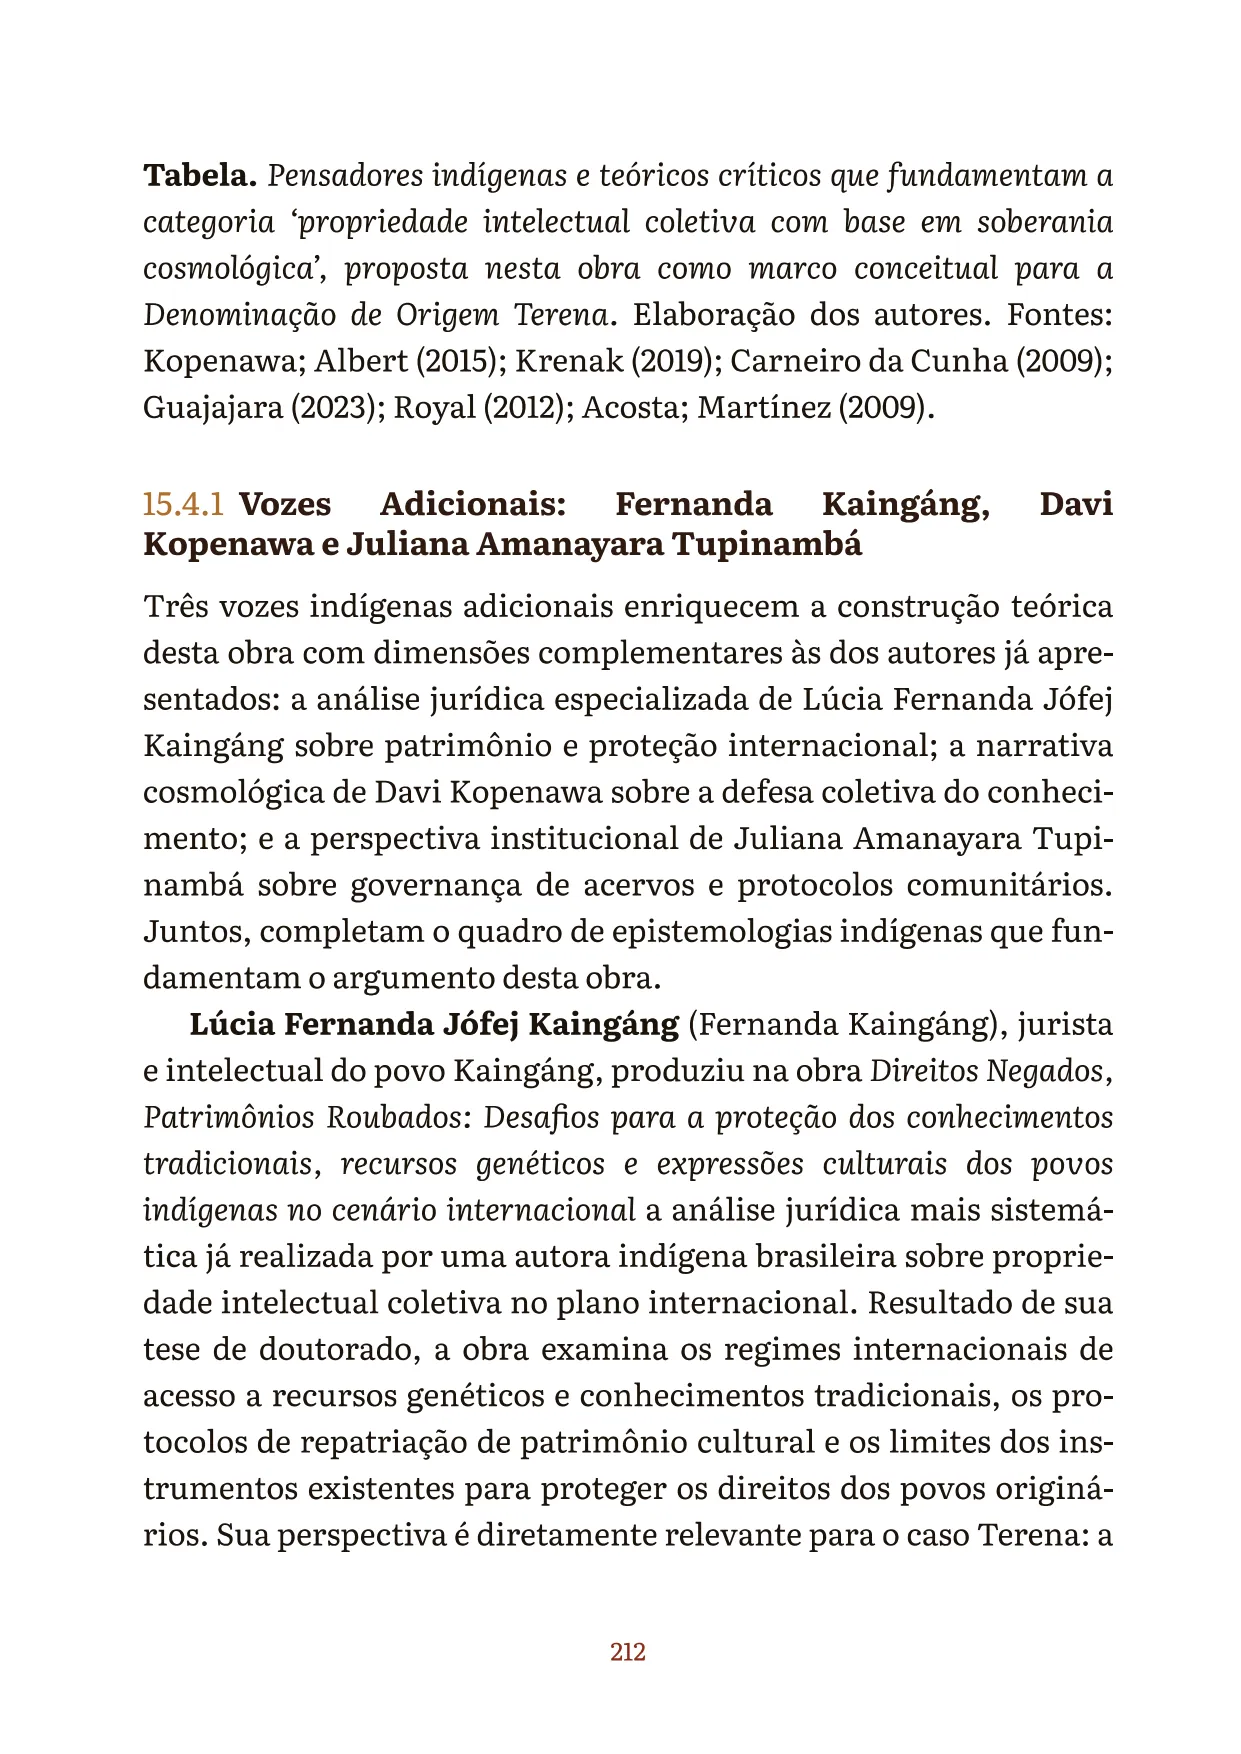 Tabela. Pensadores indígenas e teóricos críticos que fundamentam a
categoria ‘propriedade intelectual coletiva com base em soberania
cosmológica’, proposta nesta obra como marco conceitual para a
Denominação de Origem Terena. Elaboração dos autores. Fontes:
Kopenawa; Albert (2015); Krenak (2019); Carneiro da Cunha (2009);
Guajajara (2023); Royal (2012); Acosta; Martínez (2009).
15.4.1 Vozes Adicionais: Fernanda Kaingáng, Davi
Kopenawa e Juliana Amanayara Tupinambá
Três vozes indígenas adicionais enriquecem a construção teórica
desta obra com dimensões complementares às dos autores já apre-
sentados: a análise jurídica especializada de Lúcia Fernanda Jófej
Kaingáng sobre patrimônio e proteção internacional; a narrativa
cosmológica de Davi Kopenawa sobre a defesa coletiva do conheci-
mento; e a perspectiva institucional de Juliana Amanayara Tupi-
nambá sobre governança de acervos e protocolos comunitários.
Juntos, completam o quadro de epistemologias indígenas que fun-
damentam o argumento desta obra.
Lúcia Fernanda Jófej Kaingáng (Fernanda Kaingáng), jurista
e intelectual do povo Kaingáng, produziu na obra Direitos Negados,
Patrimônios Roubados: Desafios para a proteção dos conhecimentos
tradicionais, recursos genéticos e expressões culturais dos povos
indígenas no cenário internacional a análise jurídica mais sistemá-
tica já realizada por uma autora indígena brasileira sobre proprie-
dade intelectual coletiva no plano internacional. Resultado de sua
tese de doutorado, a obra examina os regimes internacionais de
acesso a recursos genéticos e conhecimentos tradicionais, os pro-
tocolos de repatriação de patrimônio cultural e os limites dos ins-
trumentos existentes para proteger os direitos dos povos originá-
rios. Sua perspectiva é diretamente relevante para o caso Terena: a
212